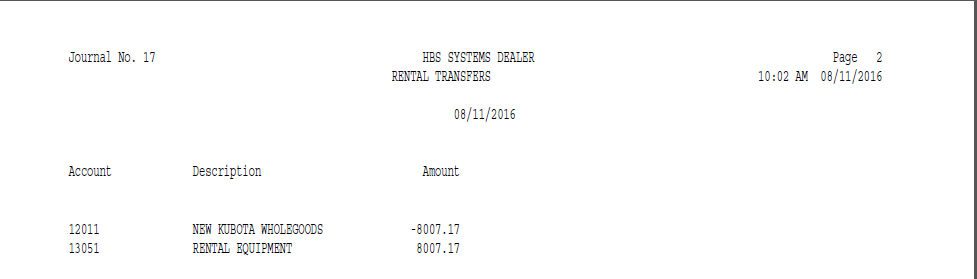 Journal No. 17 HBS SYSTEMS DEALER Page 2
RENTAL TRANSFERS 10:02 AM 08/11/2016
08/11/2016
Account Description Amount
12011 NEW KUBOTA WHOLEGOODS -8007.17
13051 RENTAL EQUIPMENT 8007.17